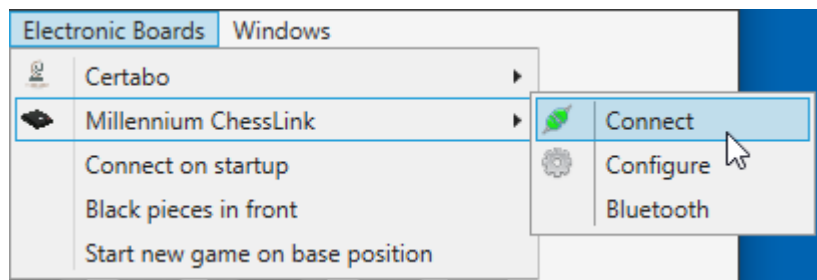 Electronic Boards Windows
Certabo
Millennium ChessLink
Connect
Connect on startup
Configure
Black pieces in front
Bluetooth
Start new game on base position